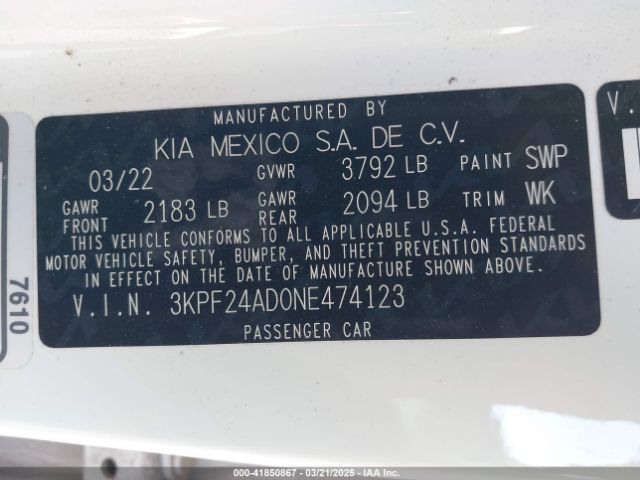 MANUFACTURED BY
KIA MEXICO S.A. DE C.V.
03/22 GVWR 3792 LB PAINT SWP
GAWR FRONT 2183 LB GAWR REAR 2094 LB TRIM WK
THIS VEHICLE CONFORMS TO ALL APPLICABLE U.S.A. FEDERAL
MOTOR VEHICLE SAFETY, BUMPER, AND THEFT PREVENTION STANDARDS
IN EFFECT ON THE DATE OF MANUFACTURE SHOWN ABOVE.
V.I.N. 3KPF24AD0NE474123
PASSENGER CAR
7610
V.
000-41850867 - 03/21/2025 - IAA, Inc.